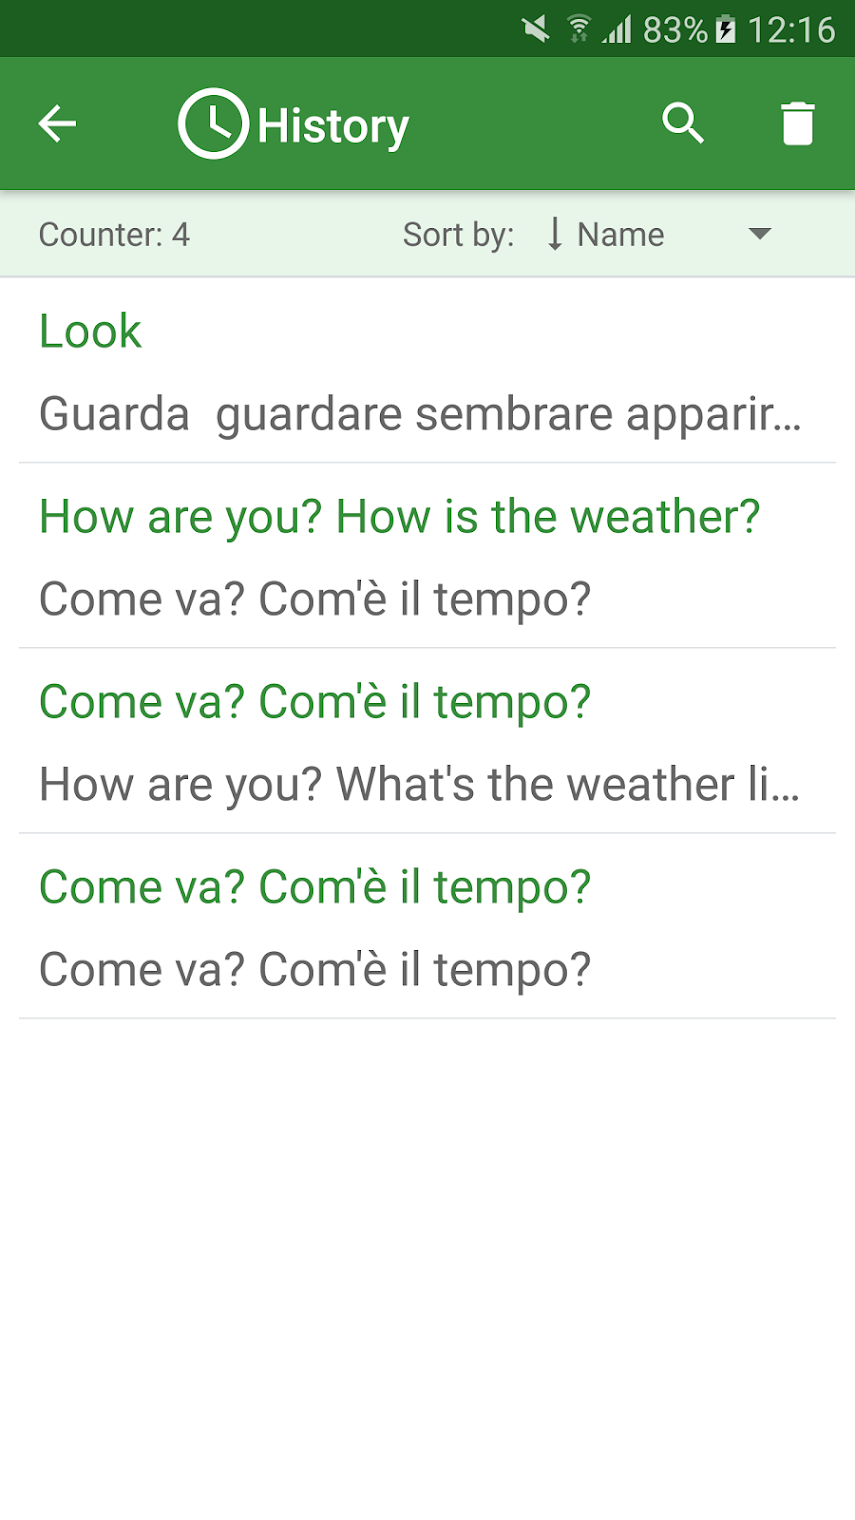 83% 12:16
History
Counter: 4 Sort by: ↓ Name
Look
Guarda  guardare sembrare apparir...
How are you? How is the weather?
Come va? Com'è il tempo?
Come va? Com'è il tempo?
How are you? What's the weather li...
Come va? Com'è il tempo?
Come va? Com'è il tempo?